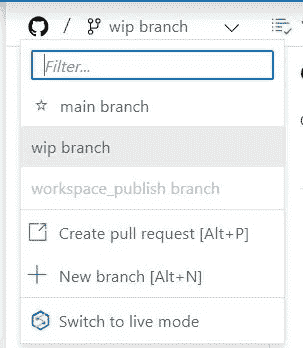 / wip branch
Filter...
main branch
wip branch
workspace_publish branch
Create pull request [Alt+P]
New branch [Alt+N]
Switch to live mode